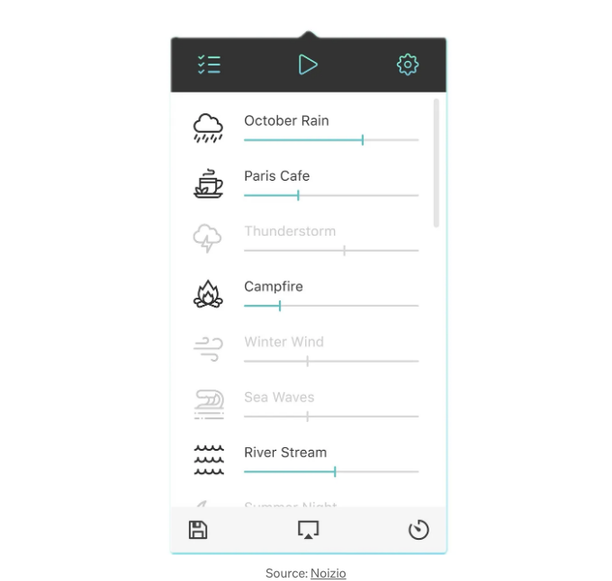 October Rain
Paris Cafe
Thunderstorm
Campfire
Winter Wind
Sea Waves
River Stream
Summer Night
Source: Noizio